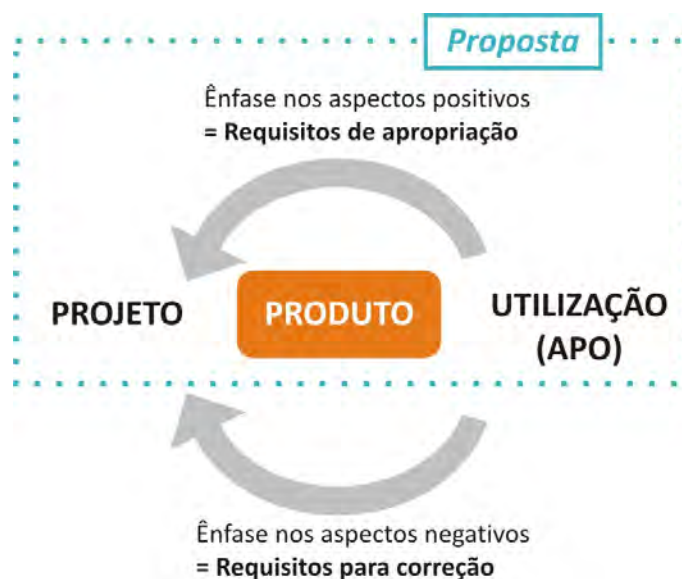 Proposta
Ênfase nos aspectos positivos
= Requisitos de apropriação
PROJETO
PRODUTO
UTILIZAÇÃO
(APO)
Ênfase nos aspectos negativos
= Requisitos para correção